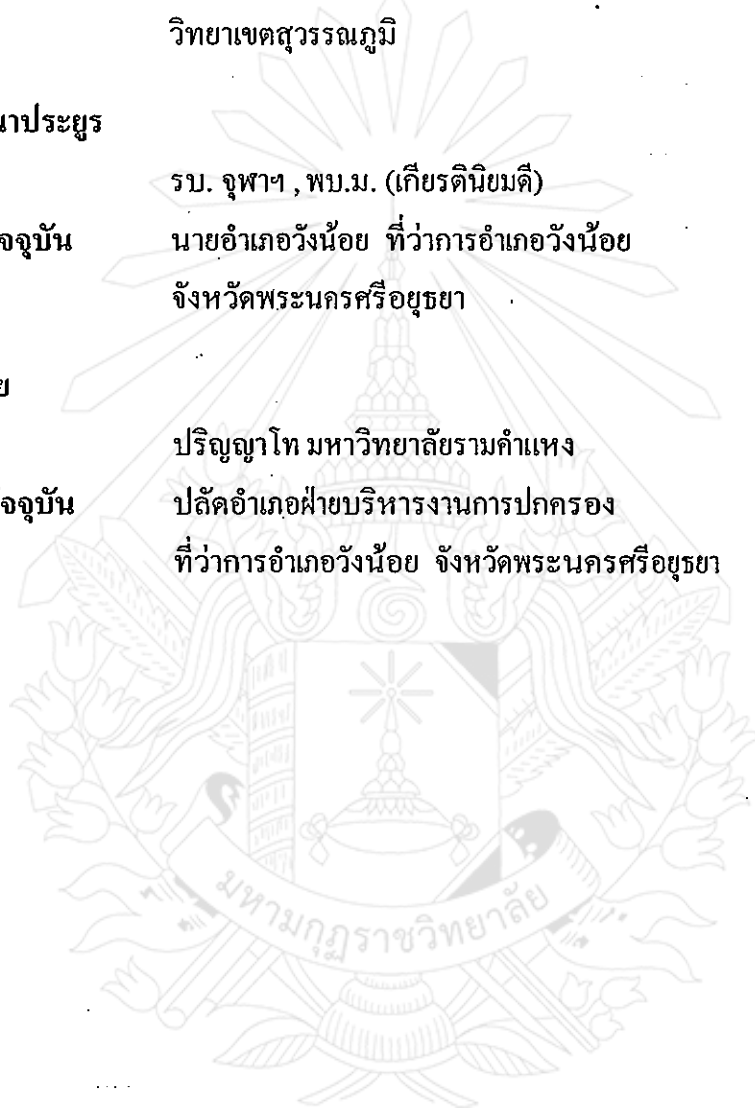 วิทยาเขตสุวรรณภูมิ
นาประยูร
รบ. จุฬาฯ , พบ.ม. (เกียรตินิยมดี)
จจุบัน นายอำเภอวังน้อย ที่ว่าการอำเภอวังน้อย
จังหวัดพระนครศรีอยุธยา
ย
ปริญญาโท มหาวิทยาลัยรามคำแหง
จจุบัน ปลัดอำเภอฝ่ายบริหารงานการปกครอง
ที่ว่าการอำเภอวังน้อย จังหวัดพระนครศรีอยุธยา
มหามกุฏราชวิทยาลัย